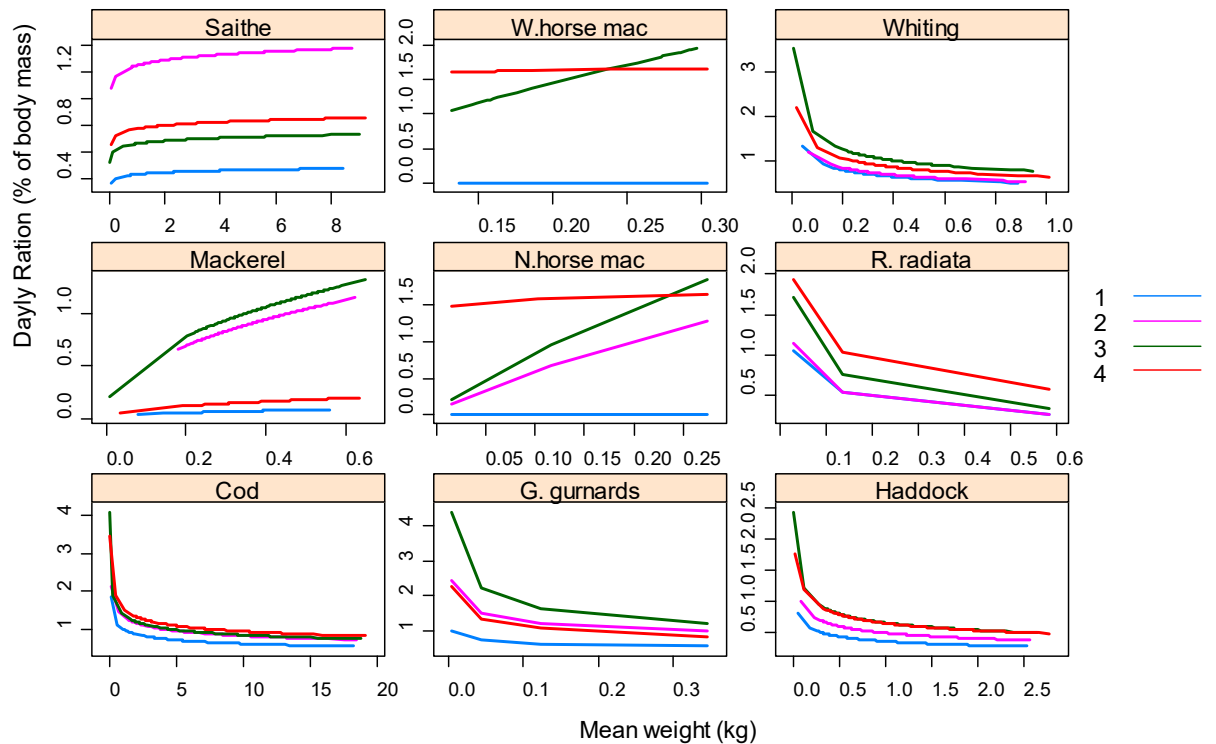 Saithe W.horse mac Whiting
Dayly Ration (% of body mass)
0.4 0.8 1.2
0 2 4 6 8
0.0 0.5 1.0 1.5 2.0
0.15 0.20 0.25 0.30
1 2 3
0.0 0.2 0.4 0.6 0.8 1.0
Mackerel N.horse mac R. radiata
0.0 0.5 1.0
0.0 0.2 0.4 0.6
0.0 0.5 1.0 1.5
0.05 0.10 0.15 0.20 0.25
0.5 1.0 1.5 2.0
0.1 0.2 0.3 0.4 0.5 0.6
1
2
3
4
Cod G. gurnards Haddock
1 2 3 4
0 5 10 15 20
1 2 3 4
0.0 0.1 0.2 0.3
0.5 1.0 1.5 2.0 2.5
0.0 0.5 1.0 1.5 2.0 2.5
Mean weight (kg)